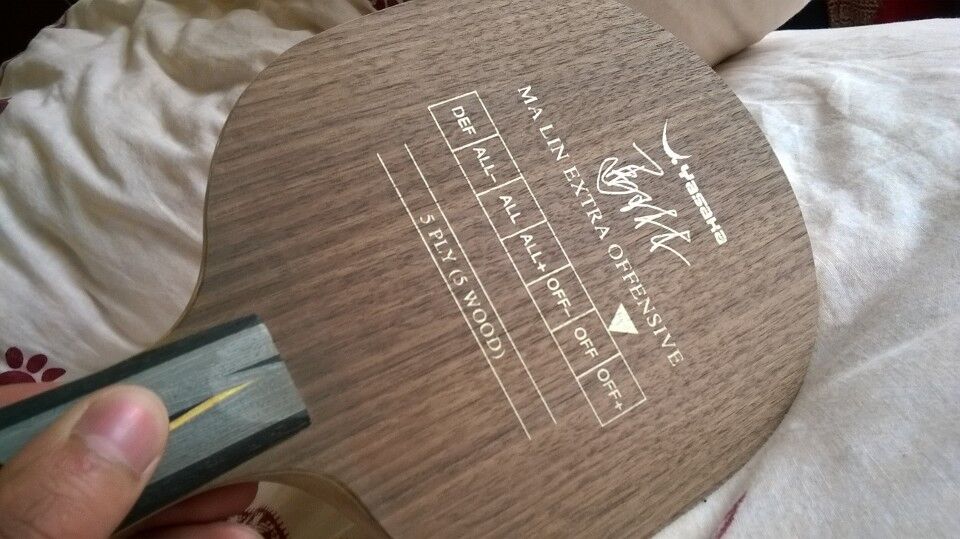 Yasaka
MA LIN EXTRA OFFENSIVE
DEF ALL- ALL ALL+ OFF- OFF OFF+
5 PLY (5 WOOD)